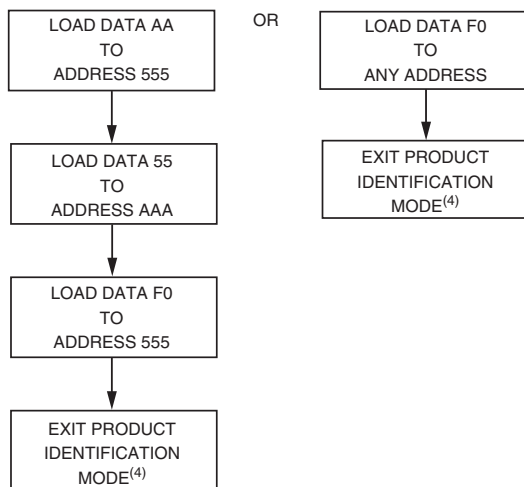 LOAD DATA AA
TO
ADDRESS 555
LOAD DATA 55
TO
ADDRESS AAA
LOAD DATA F0
TO
ADDRESS 555
EXIT PRODUCT
IDENTIFICATION
MODE(4)
OR
LOAD DATA F0
TO
ANY ADDRESS
EXIT PRODUCT
IDENTIFICATION
MODE(4)